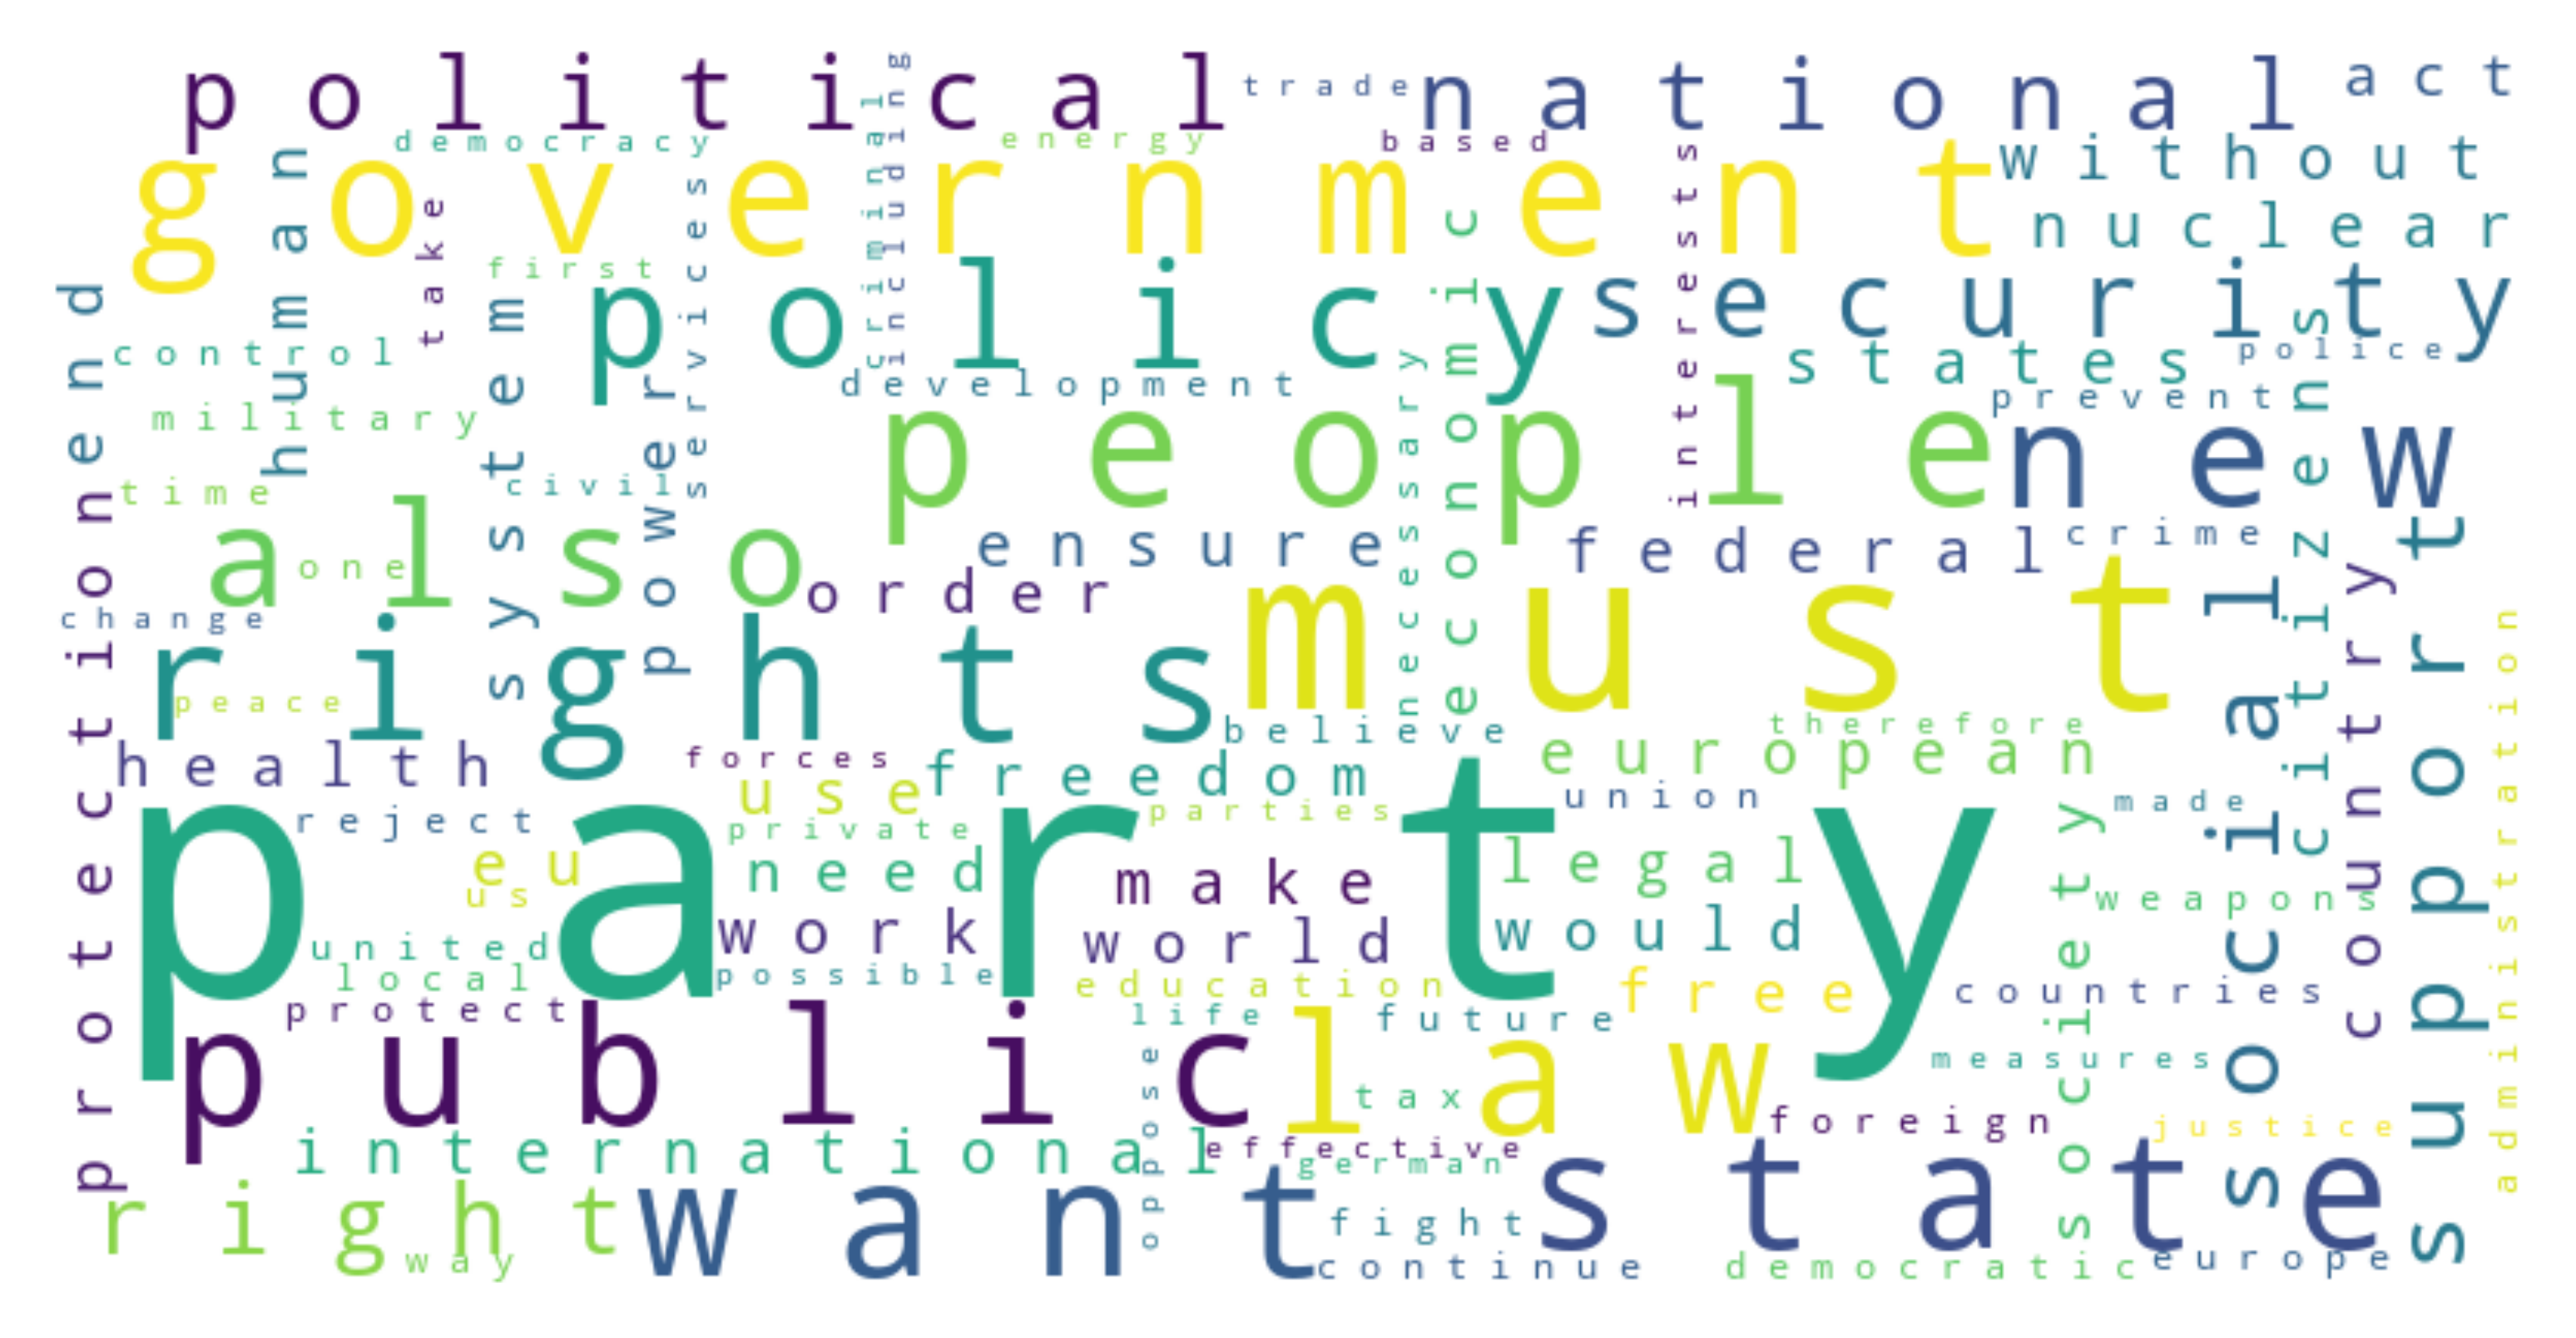 political
trade
national
act
democracy
energy
based
without
government
nuclear
human
take
services
criminal
including
interests
first
policy
security
economic
control
system
states
police
development
prevent
citizens
military
end
power
people
new
necessary
time
civil
also
one
ensure
federal
crime
order
must
change
rights
protection
peace
believe
therefore
country
social
support
administration
health
forces
freedom
european
use
union
made
reject
private
parties
party
eu
us
need
make
legal
weapons
work
world
would
united
local
possible
education
free
countries
society
protect
public
life
future
law
measures
oppose
tax
foreign
justice
international
effective
german
right
want
state
fight
way
continue
democratic
europe